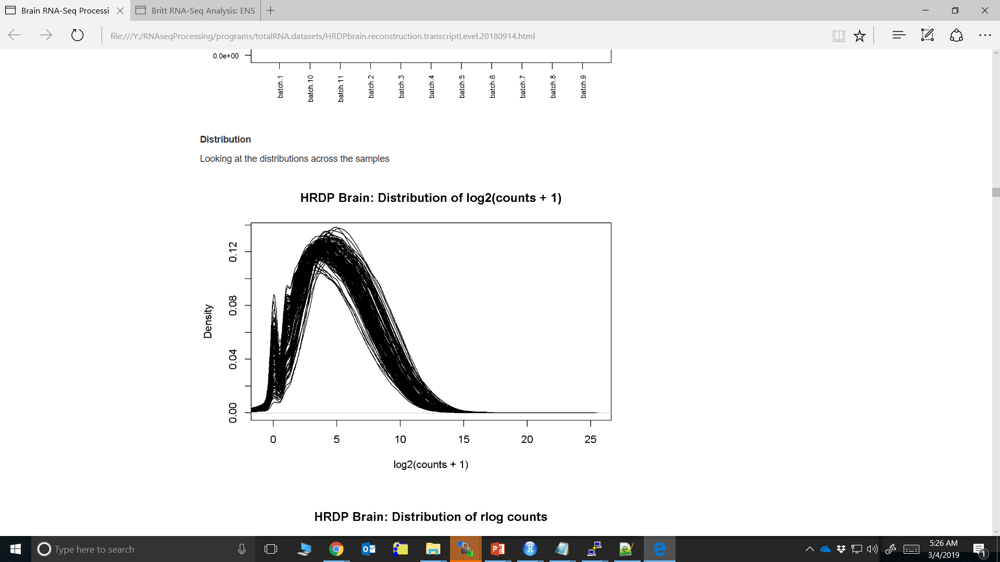 Brain RNA-Seq Processi
Britt RNA-Seq Analysis: ENS
file:///Y:/RNAseqProcessing/programs/totalRNA.datasets/HRDPbrain.reconstruction.transcriptLevel.20180914.html
0.0e+00
batch.1
batch.10
batch.11
batch.2
batch.3
batch.4
batch.5
batch.6
batch.7
batch.8
batch.9
Distribution
Looking at the distributions across the samples
HRDP Brain: Distribution of log2(counts + 1)
Density
0.12
0.08
0.04
0.00
0 5 10 15 20 25
log2(counts + 1)
HRDP Brain: Distribution of rlog counts
Type here to search
5:26 AM
3/4/2019
1